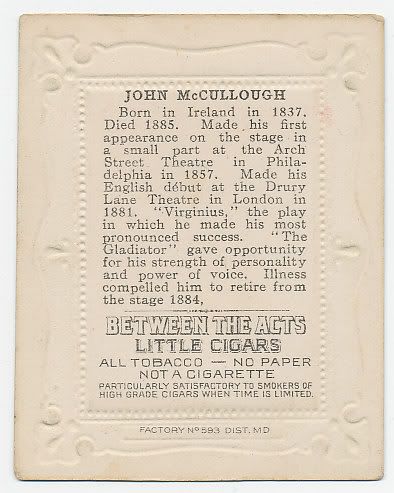 JOHN McCULLOUGH
Born in Ireland in 1837.
Died 1885. Made his first
appearance on the stage in
a small part at the Arch
Street Theatre in Phila-
delphia in 1857. Made his
English début at the Drury
Lane Theatre in London in
1881. "Virginius," the play
in which he made his most
pronounced success. "The
Gladiator" gave opportunity
for his strength of personality
and power of voice. Illness
compelled him to retire from
the stage 1884,
BETWEEN THE ACTS
LITTLE CIGARS
ALL TOBACCO — NO PAPER
NOT A CIGARETTE
PARTICULARLY SATISFACTORY TO SMOKERS OF
HIGH GRADE CIGARS WHEN TIME IS LIMITED.
FACTORY Nº 593 DIST. MD